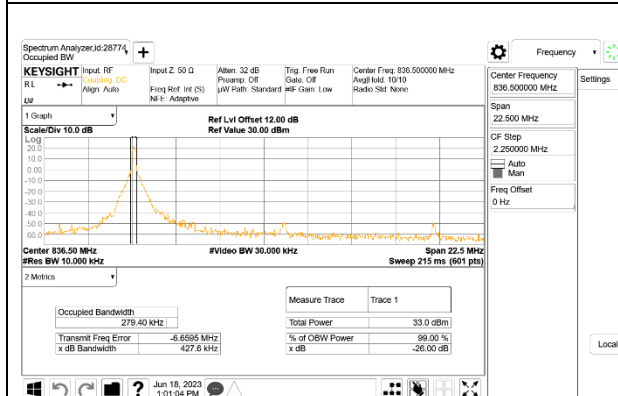 Spectrum Analyzer,id:28774
Occupied BW
+
Frequency
KEYSIGHT
RL
Input: RF
Coupling: DC
Align: Auto
Input Z: 50 Ω
Freq Ref: Int (S)
NFE: Adaptive
Atten: 32 dB
Preamp: Off
µW Path: Standard
Trig: Free Run
Gate: Off
#IF Gain: Low
Center Freq: 836.500000 MHz
Avg|Hold: 10/10
Radio Std: None
Center Frequency
836.500000 MHz
Settings
Span
22.500 MHz
CF Step
2.250000 MHz
Auto
Man
Freq Offset
0 Hz
Local
1 Graph
Scale/Div 10.0 dB
Ref Lvl Offset 12.00 dB
Ref Value 30.00 dBm
Log
20.0
10.0
0.00
-10.0
-20.0
-30.0
-40.0
-50.0
-60.0
Center 836.50 MHz
#Res BW 10.000 kHz
#Video BW 30.000 kHz
Span 22.5 MHz
Sweep 215 ms (601 pts)
2 Metrics
Measure Trace
Trace 1
Occupied Bandwidth
279.40 kHz
Total Power
33.0 dBm
Transmit Freq Error
-6.6595 MHz
% of OBW Power
99.00 %
x dB Bandwidth
427.6 kHz
x dB
-26.00 dB
?
Jun 18, 2023
1:01:04 PM